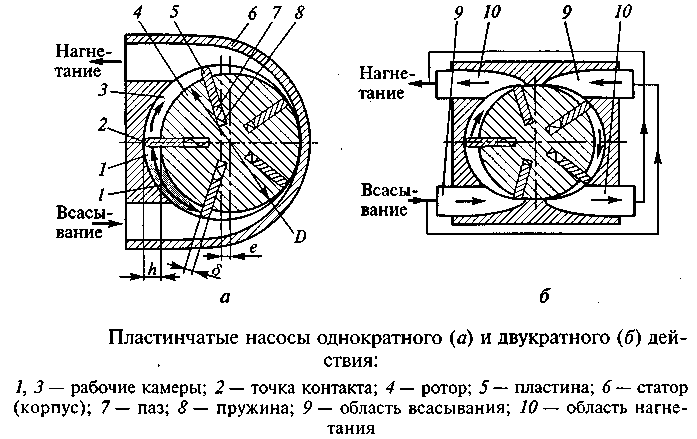 4 5 6 7 8
9 10 9 10
Нагне-
тание
3
2
1
l
Всасы-
вание
D
h δ e
а
Нагне-
тание
Всасы-
вание
б
Пластинчатые насосы однократного (а) и двукратного (б) дей-
ствия:
1, 3 — рабочие камеры; 2 — точка контакта; 4 — ротор; 5 — пластина; 6 — статор
(корпус); 7 — паз; 8 — пружина; 9 — область всасывания; 10 — область нагне-
тания